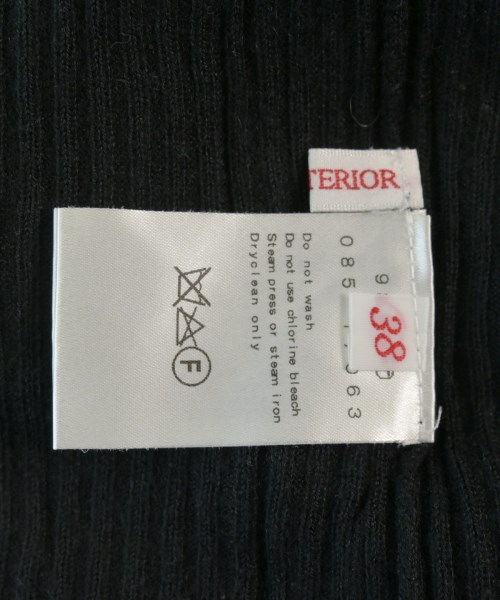 TERIOR
38
Do not wash
Do not use chlorine bleach
Steam press or steam iron
Dryclean only
F